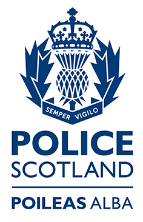 SEMPER VIGILO
POLICE
SCOTLAND
POILEAS ALBA